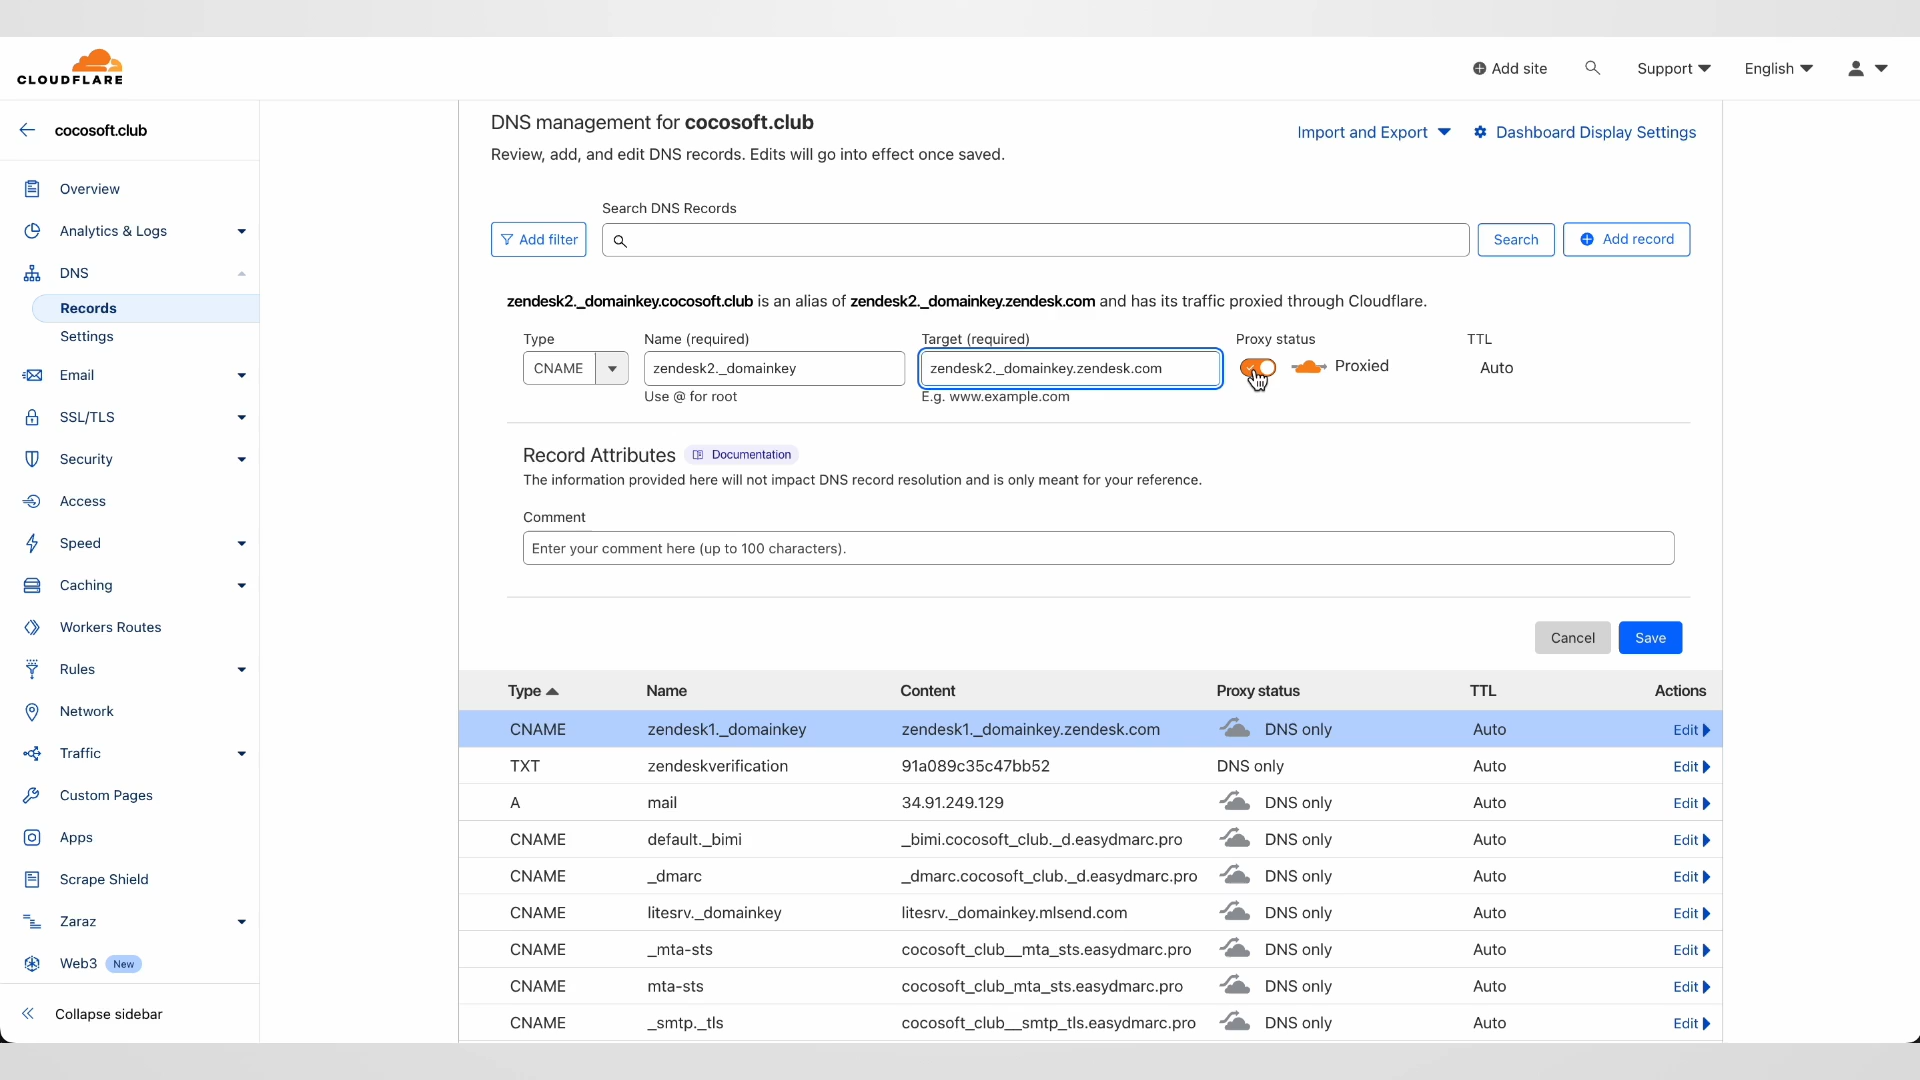 CLOUDFLARE
Add site
Support
English
cocosoft.club
Overview
Analytics & Logs
DNS
Records
Settings
Email
SSL/TLS
Security
Access
Speed
Caching
Workers Routes
Rules
Network
Traffic
Custom Pages
Apps
Scrape Shield
Zaraz
Web3 New
Collapse sidebar
DNS management for cocosoft.club
Review, add, and edit DNS records. Edits will go into effect once saved.
Import and Export
Dashboard Display Settings
Search DNS Records
Add filter
Search
Add record
zendesk2._domainkey.cocosoft.club is an alias of zendesk2._domainkey.zendesk.com and has its traffic proxied through Cloudflare.
Type Name (required) Target (required) Proxy status TTL
CNAME zendesk2._domainkey zendesk2._domainkey.zendesk.com Proxied Auto
Use @ for root E.g. www.example.com
Record Attributes Documentation
The information provided here will not impact DNS record resolution and is only meant for your reference.
Comment
Enter your comment here (up to 100 characters).
Cancel Save
Type Name Content Proxy status TTL Actions
CNAME zendesk1._domainkey zendesk1._domainkey.zendesk.com DNS only Auto Edit
TXT zendeskverification 91a089c35c47bb52 DNS only Auto Edit
A mail 34.91.249.129 DNS only Auto Edit
CNAME default._bimi _bimi.cocosoft_club._d.easydmarc.pro DNS only Auto Edit
CNAME _dmarc _dmarc.cocosoft_club._d.easydmarc.pro DNS only Auto Edit
CNAME litesrv._domainkey litesrv._domainkey.mlsend.com DNS only Auto Edit
CNAME _mta-sts cocosoft_club__mta_sts.easydmarc.pro DNS only Auto Edit
CNAME mta-sts cocosoft_club_mta_sts.easydmarc.pro DNS only Auto Edit
CNAME _smtp._tls cocosoft_club__smtp_tls.easydmarc.pro DNS only Auto Edit